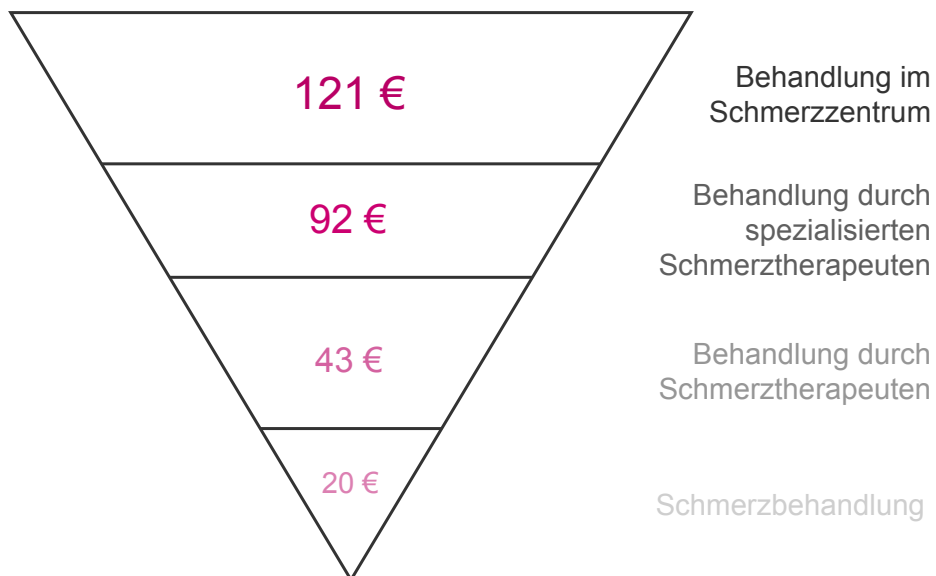 121 €
Behandlung im
Schmerzzentrum
92 €
Behandlung durch
spezialisierten
Schmerztherapeuten
43 €
Behandlung durch
Schmerztherapeuten
20 €
Schmerzbehandlung